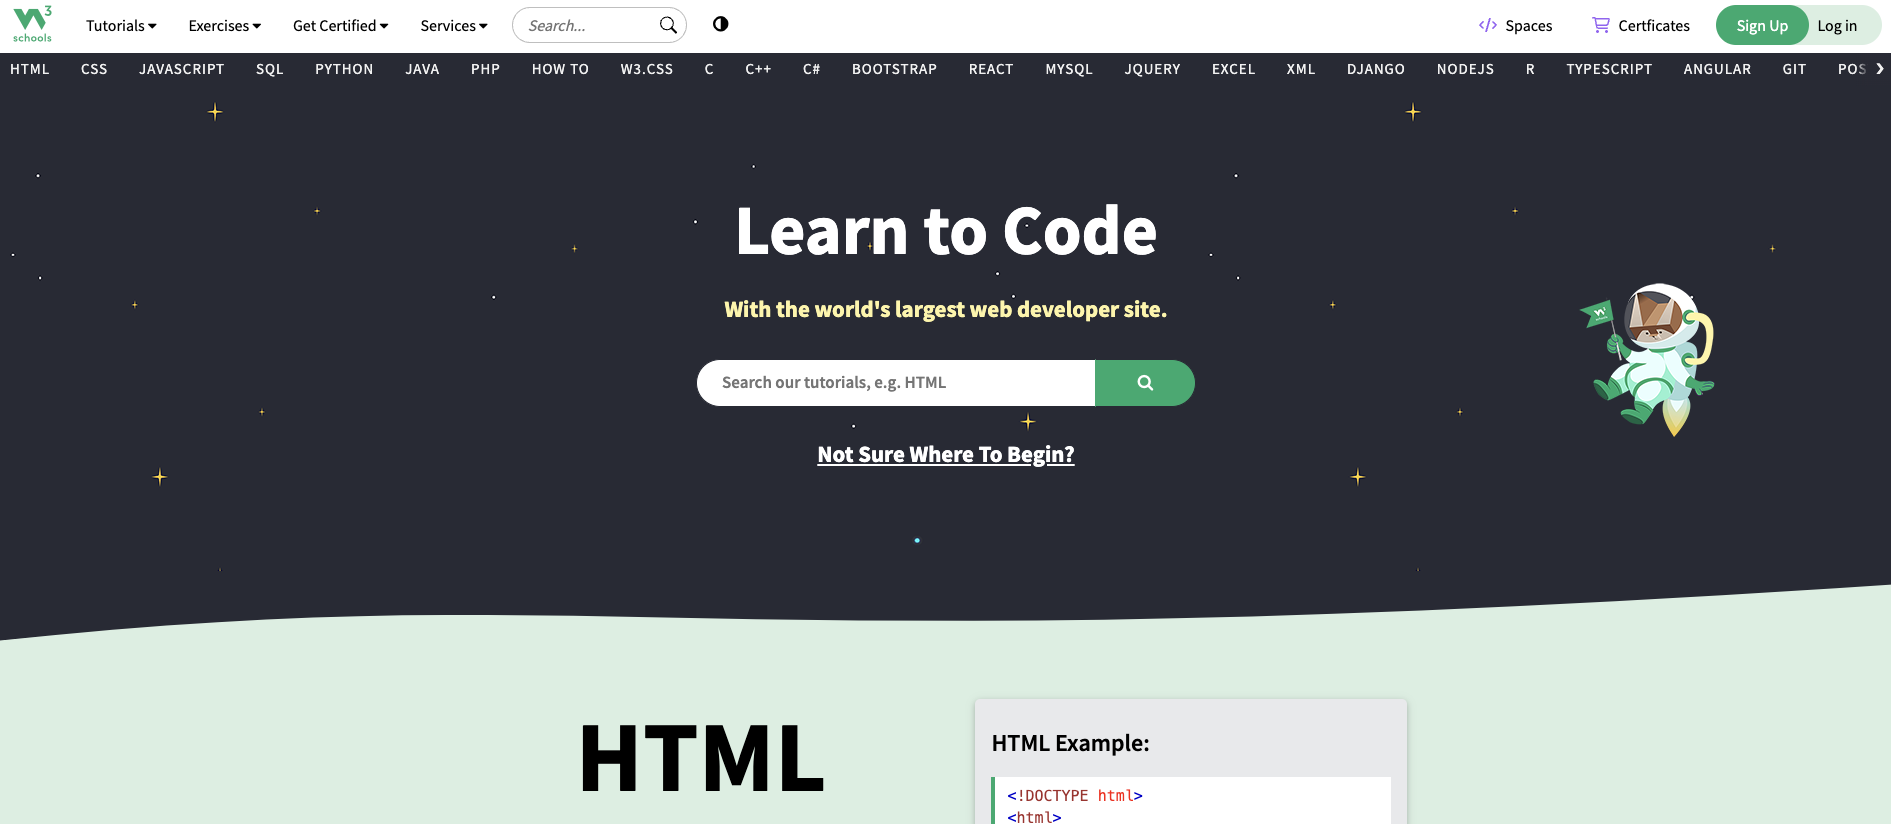 3
schools
Tutorials
Exercises
Get Certified
Services
Search...
Spaces
Certficates
Sign Up
Log in
HTML
CSS
JAVASCRIPT
SQL
PYTHON
JAVA
PHP
HOW TO
W3.CSS
C
C++
C#
BOOTSTRAP
REACT
MYSQL
JQUERY
EXCEL
XML
DJANGO
NODEJS
R
TYPESCRIPT
ANGULAR
GIT
POS
Learn to Code
With the world's largest web developer site.
Search our tutorials, e.g. HTML
Not Sure Where To Begin?
HTML
HTML Example:
<!DOCTYPE html>
<html>